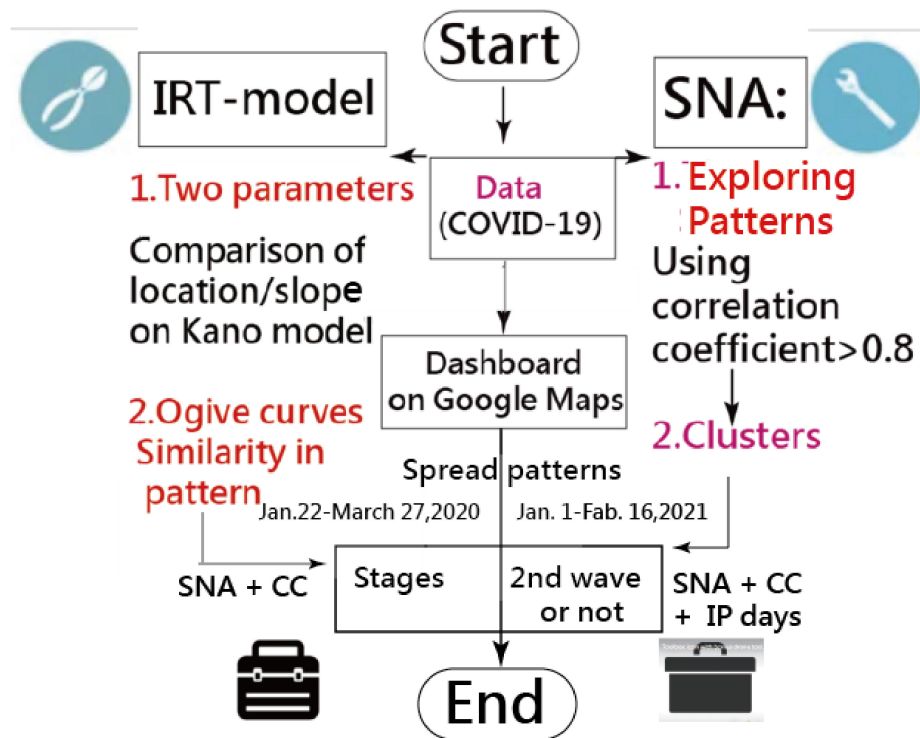 Start
IRT-model
1.Two parameters
Comparison of
location/slope
on Kano model
2.Ogive curves
Similarity in
pattern
SNA + CC
Data
(COVID-19)
Dashboard
on Google Maps
Spread patterns
Jan.22-March 27,2020
Jan. 1-Fab. 16,2021
Stages
2nd wave
or not
SNA:
1.Exploring
Patterns
Using
correlation
coefficient>0.8
2.Clusters
SNA + CC
+ IP days
End